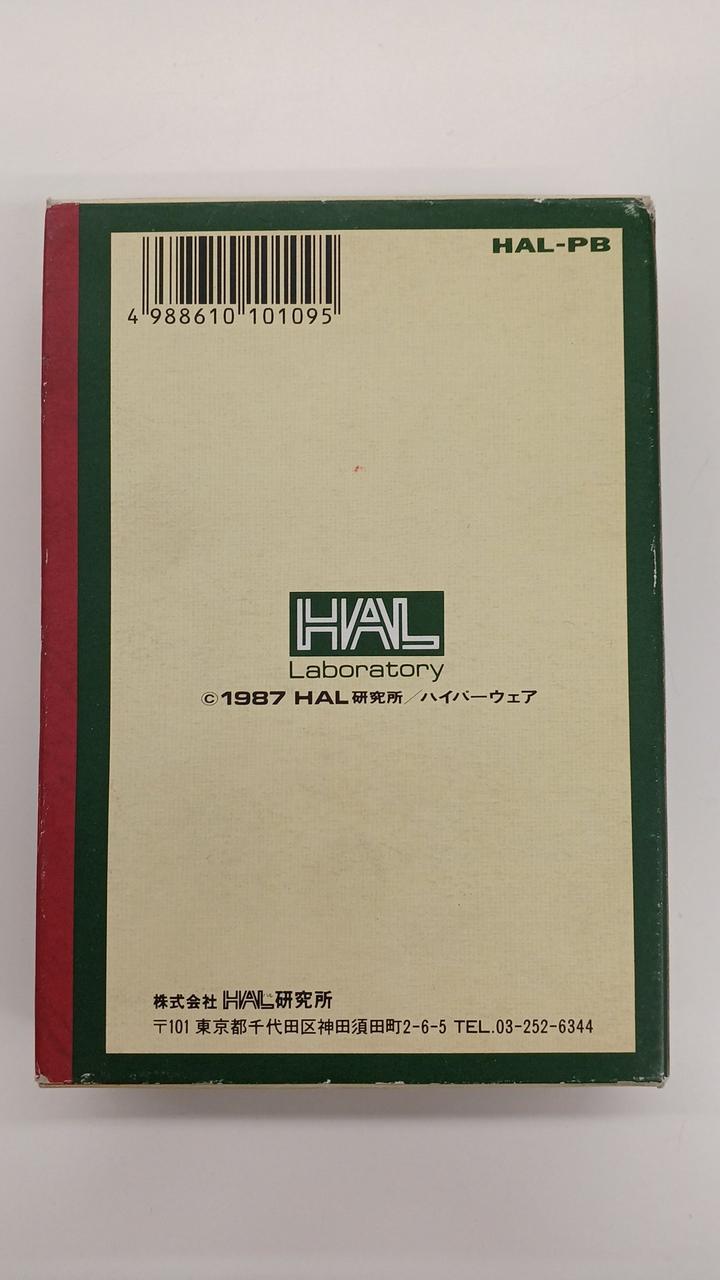 HAL-PB
4 988610 101095
HAL
Laboratory
©1987 HAL研究所／ハイパーウェア
株式会社 HAL研究所
〒101 東京都千代田区神田須田町2-6-5 TEL.03-252-6344